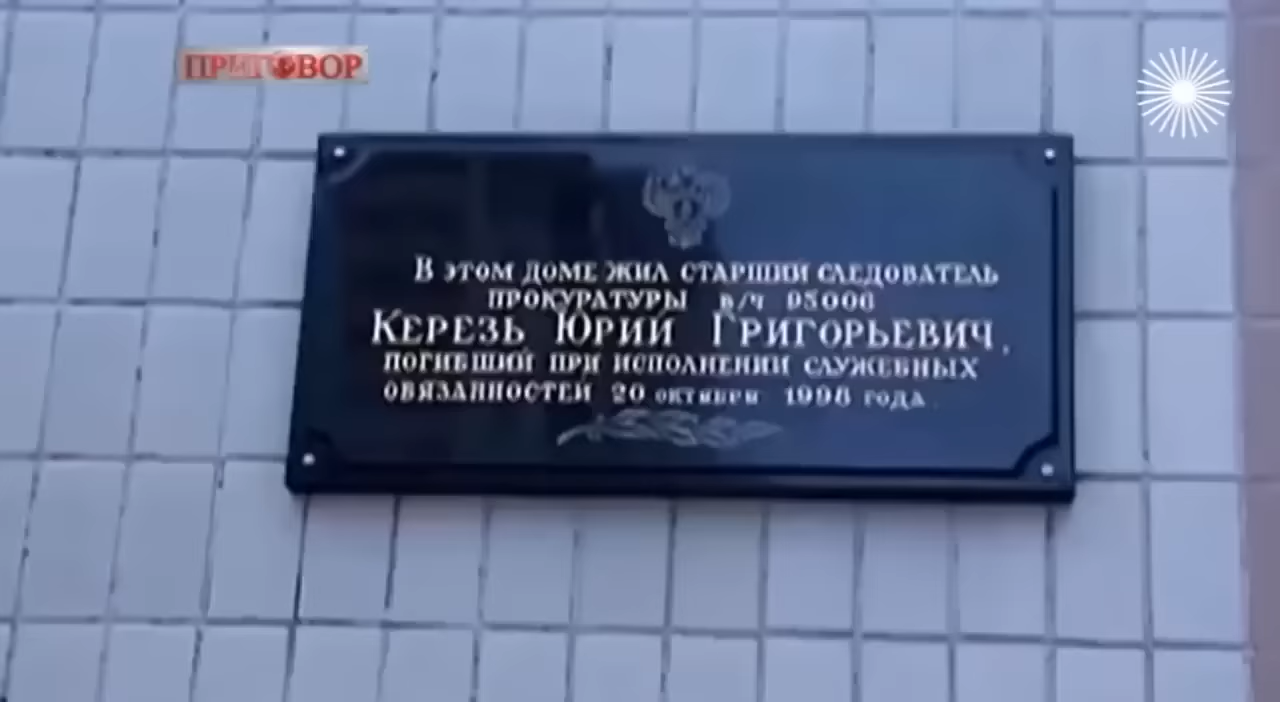 ПРИГОВОР
В ЭТОМ ДОМЕ ЖИЛ СТАРШИЙ СЛЕДОВАТЕЛЬ
ПРОКУРАТУРЫ В/Ч 95006
КЕРЕЗЬ ЮРИЙ ГРИГОРЬЕВИЧ,
ПОГИБШИЙ ПРИ ИСПОЛНЕНИИ СЛУЖЕБНЫХ
ОБЯЗАННОСТЕЙ 20 ОКТЯБРЯ 1998 ГОДА.